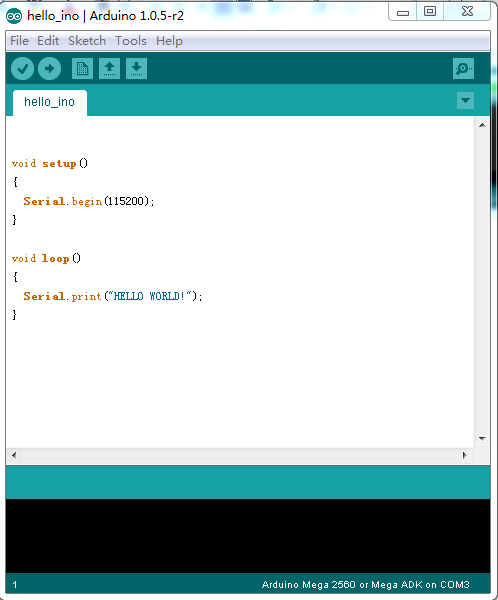 hello_ino | Arduino 1.0.5-r2
File Edit Sketch Tools Help
hello_ino
void setup()
{
  Serial.begin(115200);
}
void loop()
{
  Serial.print("HELLO WORLD!");
}
1
Arduino Mega 2560 or Mega ADK on COM3